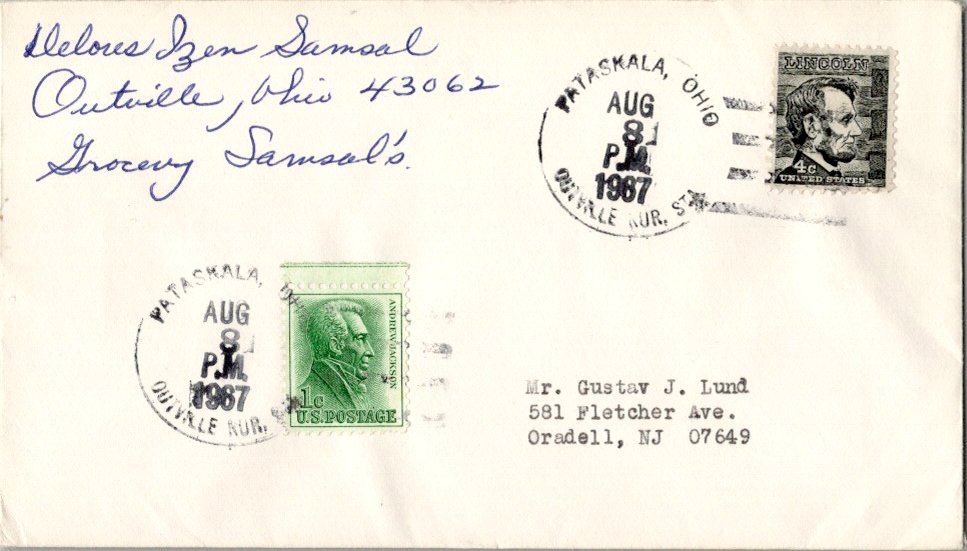 Delores Izen Samsal
Outville, Ohio 43062
Grocery Samsal's.
PATASKALA, OHIO
AUG
8
P.M.
1967
OUTVILLE RUR. STA.
LINCOLN
4c
UNITED STATES
PATASKALA, OHIO
AUG
8
P.M.
1967
OUTVILLE RUR.
ANDREW JACKSON
1c
U.S. POSTAGE
Mr. Gustav J. Lund
581 Fletcher Ave.
Oradell, NJ 07649